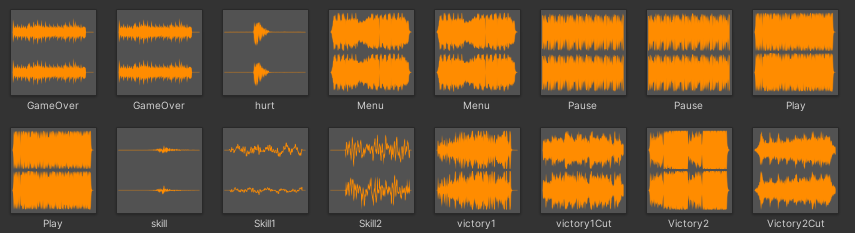 GameOver GameOver hurt Menu Menu Pause Pause Play
Play skill Skill1 Skill2 victory1 victory1Cut Victory2 Victory2Cut